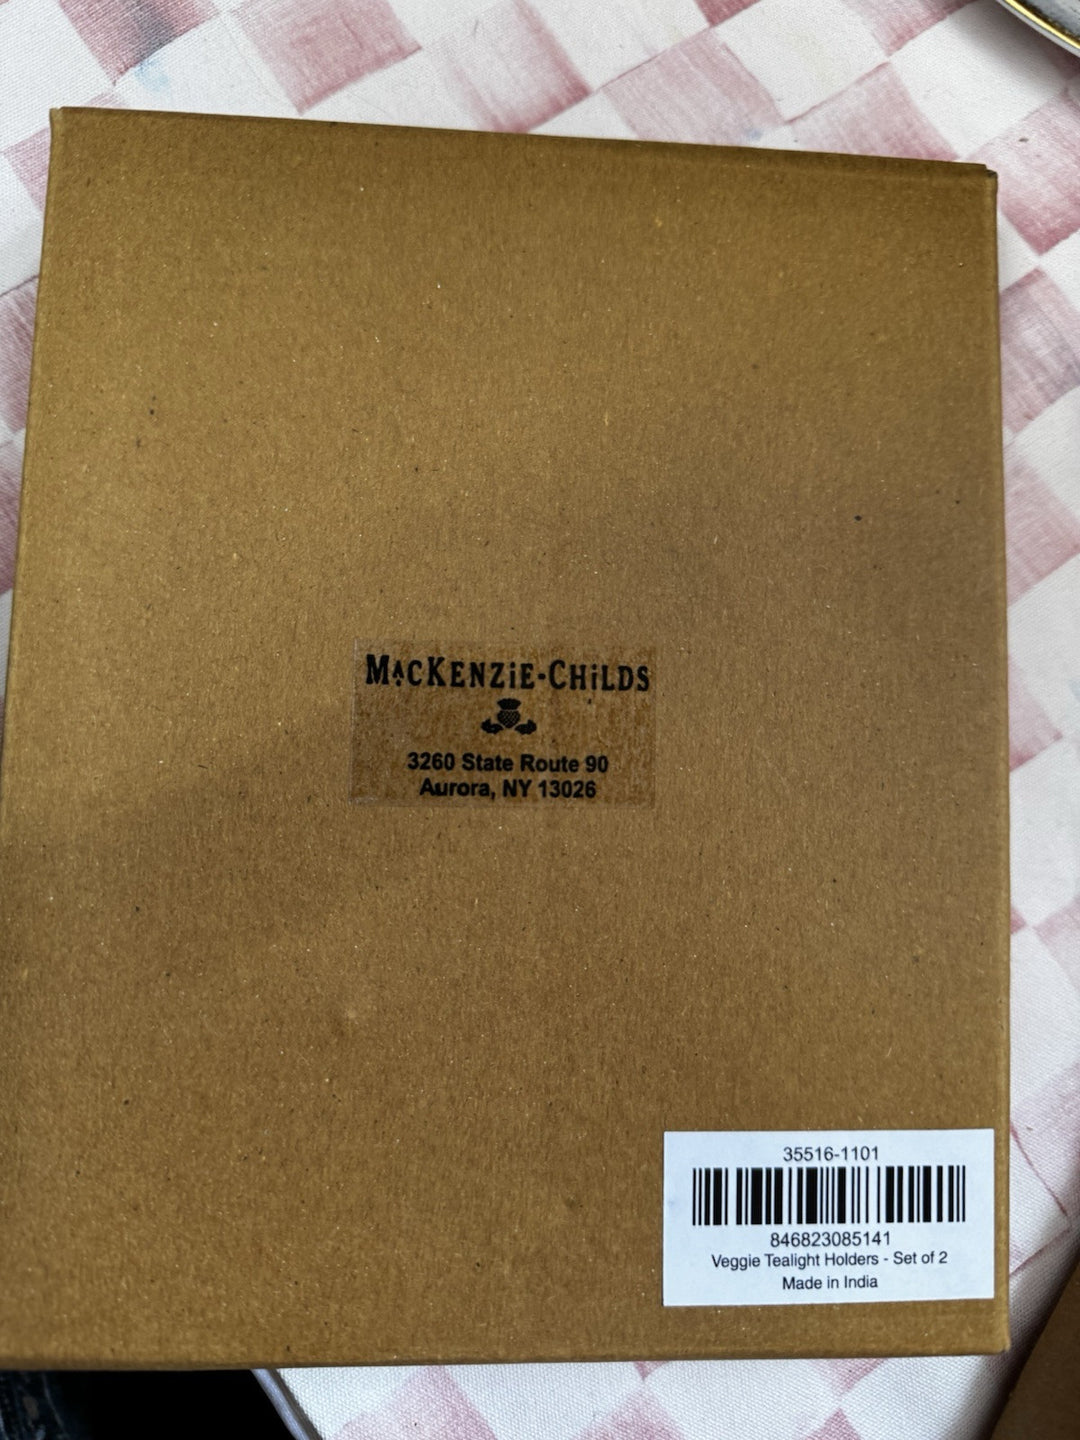 MACKENZiE-CHiLDS
3260 State Route 90
Aurora, NY 13026
35516-1101
846823085141
Veggie Tealight Holders - Set of 2
Made in India